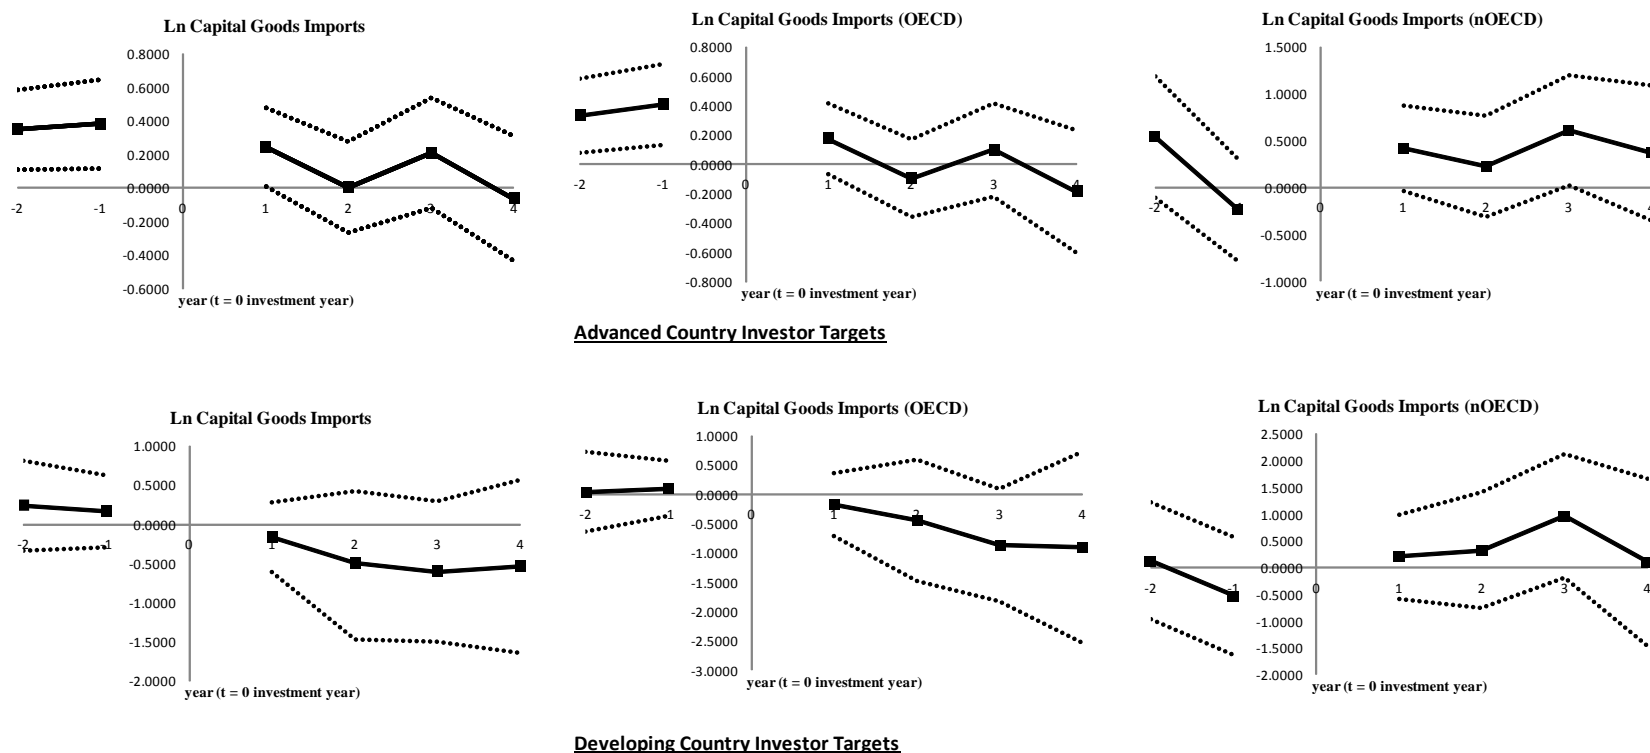 Ln Capital Goods Imports
0.8000
0.6000
0.4000
0.2000
0.0000
-0.2000
-0.4000
-0.6000
-2 -1 0 1 2 3 4
year (t = 0 investment year)
Ln Capital Goods Imports (OECD)
0.8000
0.6000
0.4000
0.2000
0.0000
-0.2000
-0.4000
-0.6000
-0.8000
-2 -1 0 1 2 3 4
year (t = 0 investment year)
Ln Capital Goods Imports (nOECD)
1.5000
1.0000
0.5000
0.0000
-0.5000
-1.0000
-2 0 1 2 3 4
year (t = 0 investment year)
Advanced Country Investor Targets
Ln Capital Goods Imports
1.0000
0.5000
0.0000
-0.5000
-1.0000
-1.5000
-2.0000
-2 -1 0 1 2 3 4
year (t = 0 investment year)
Ln Capital Goods Imports (OECD)
1.0000
0.5000
0.0000
-0.5000
-1.0000
-1.5000
-2.0000
-2.5000
-3.0000
-2 -1 0 1 2 3 4
year (t = 0 investment year)
Ln Capital Goods Imports (nOECD)
2.5000
2.0000
1.5000
1.0000
0.5000
0.0000
-0.5000
-1.0000
-1.5000
-2.0000
-2 -1 0 1 2 3 4
year (t = 0 investment year)
Developing Country Investor Targets